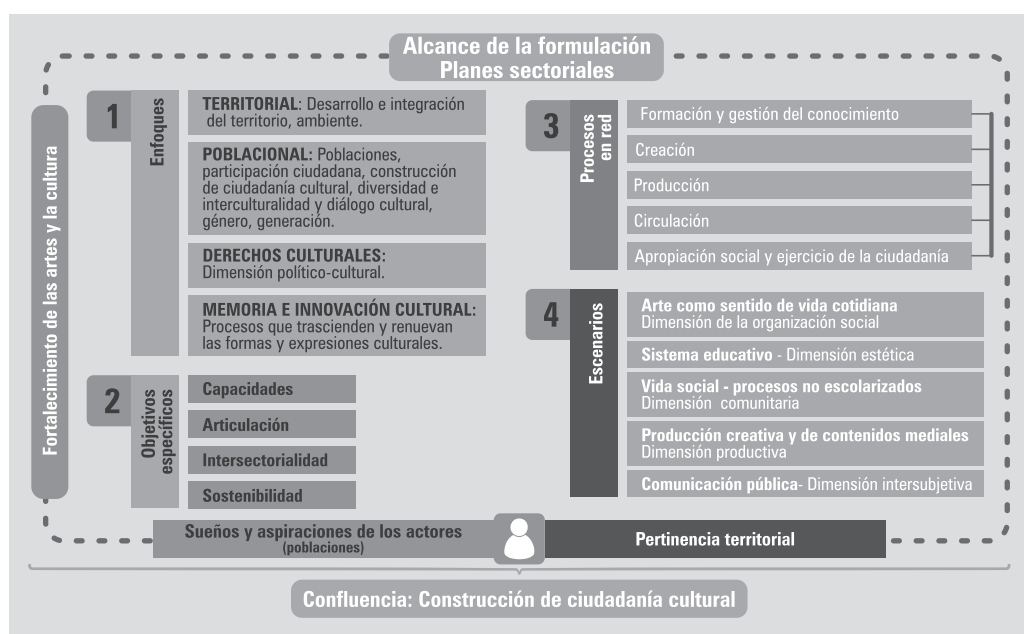 Alcance de la formulación
Planes sectoriales
Fortalecimiento de las artes y la cultura
1
Enfoques
TERRITORIAL: Desarrollo e integración
del territorio, ambiente.
POBLACIONAL: Poblaciones,
participación ciudadana, construcción
de ciudadanía cultural, diversidad e
interculturalidad y diálogo cultural,
género, generación.
DERECHOS CULTURALES:
Dimensión político-cultural.
MEMORIA E INNOVACIÓN CULTURAL:
Procesos que trascienden y renuevan
las formas y expresiones culturales.
2
Objetivos
específicos
Capacidades
Articulación
Intersectorialidad
Sostenibilidad
3
Procesos
en red
Formación y gestión del conocimiento
Creación
Producción
Circulación
Apropiación social y ejercicio de la ciudadanía
4
Escenarios
Arte como sentido de vida cotidiana
Dimensión de la organización social
Sistema educativo - Dimensión estética
Vida social - procesos no escolarizados
Dimensión comunitaria
Producción creativa y de contenidos mediales
Dimensión productiva
Comunicación pública- Dimensión intersubjetiva
Sueños y aspiraciones de los actores
(poblaciones)
Pertinencia territorial
Confluencia: Construcción de ciudadanía cultural